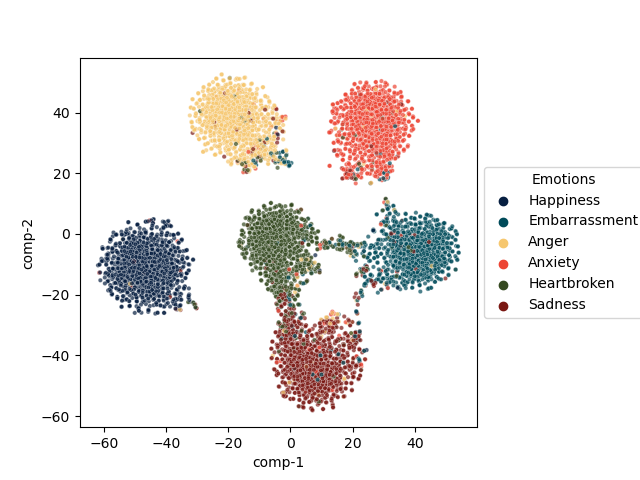 40
20
0
−20
−40
−60
comp-2
−60 −40 −20 0 20 40
comp-1
Emotions
Happiness
Embarrassment
Anger
Anxiety
Heartbroken
Sadness